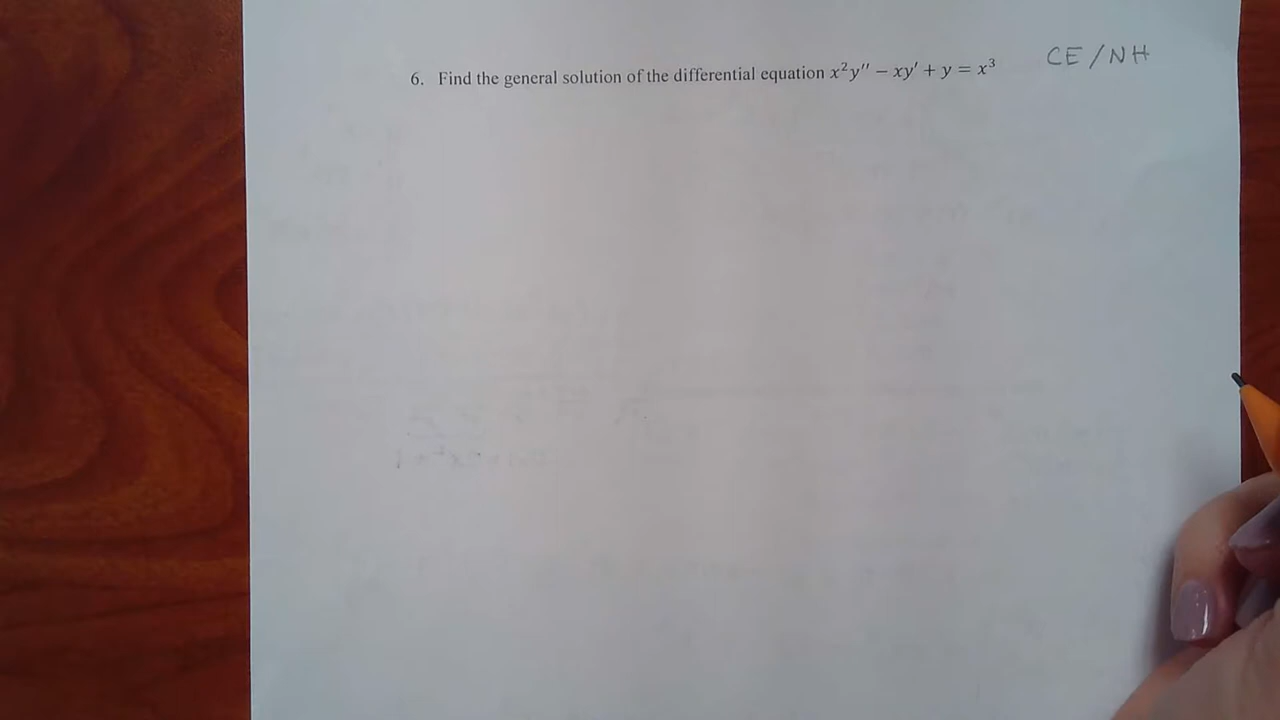 6. Find the general solution of the differential equation x²y″ − xy′ + y = x³ CE/NH